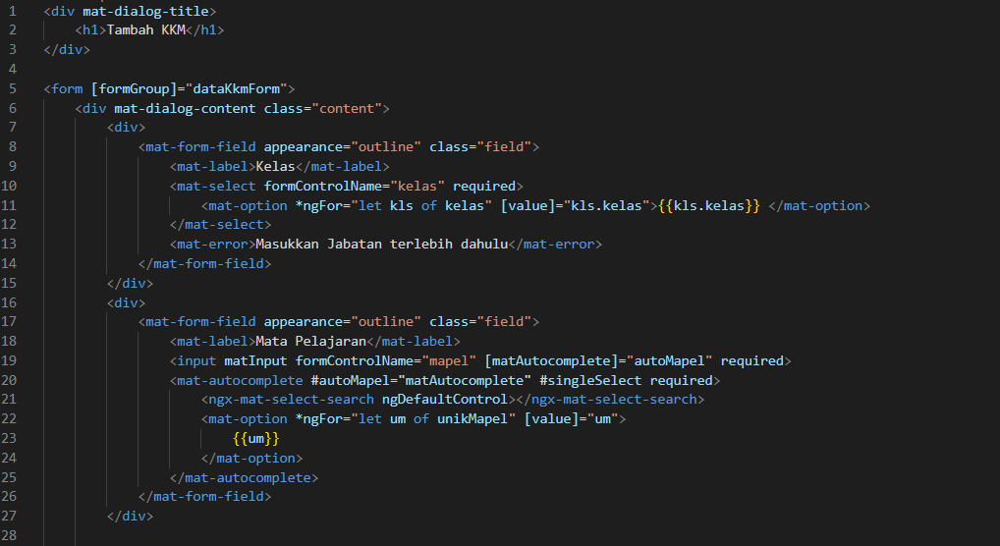 1 <div mat-dialog-title>
2 <h1>Tambah KKM</h1>
3 </div>
4
5 <form [formGroup]="dataKkmForm">
6 <div mat-dialog-content class="content">
7 <div>
8 <mat-form-field appearance="outline" class="field">
9 <mat-label>Kelas</mat-label>
10 <mat-select formControlName="kelas" required>
11 <mat-option *ngFor="let kls of kelas" [value]="kls.kelas">{{kls.kelas}} </mat-option>
12 </mat-select>
13 <mat-error>Masukkan Jabatan terlebih dahulu</mat-error>
14 </mat-form-field>
15 </div>
16 <div>
17 <mat-form-field appearance="outline" class="field">
18 <mat-label>Mata Pelajaran</mat-label>
19 <input matInput formControlName="mapel" [matAutocomplete]="autoMapel" required>
20 <mat-autocomplete #autoMapel="matAutocomplete" #singleSelect required>
21 <ngx-mat-select-search ngDefaultControl></ngx-mat-select-search>
22 <mat-option *ngFor="let um of unikMapel" [value]="um">
23 {{um}}
24 </mat-option>
25 </mat-autocomplete>
26 </mat-form-field>
27 </div>
28